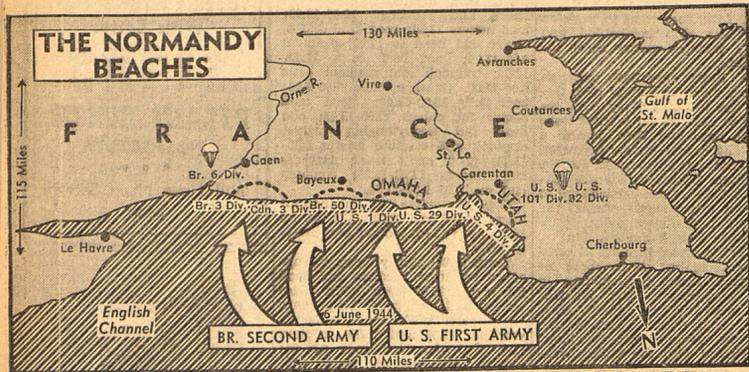 THE NORMANDY
BEACHES
130 Miles
Avranches
Orne R.
Vire
Coutances
Gulf of
St. Malo
F R A N C E
115 Miles
Caen
St. Lo
Br. 6 Div.
Bayeux
OMAHA
Carentan
UTAH
U. S. U. S.
101 Div. 82 Div.
Br. 3 Div.
Cdn. 3 Div.
Br. 50 Div.
U. S. 1 Div.
U. S. 29 Div.
U. S. 4 Div.
Le Havre
Cherbourg
English
Channel
6 June 1944
BR. SECOND ARMY
U. S. FIRST ARMY
N
110 Miles